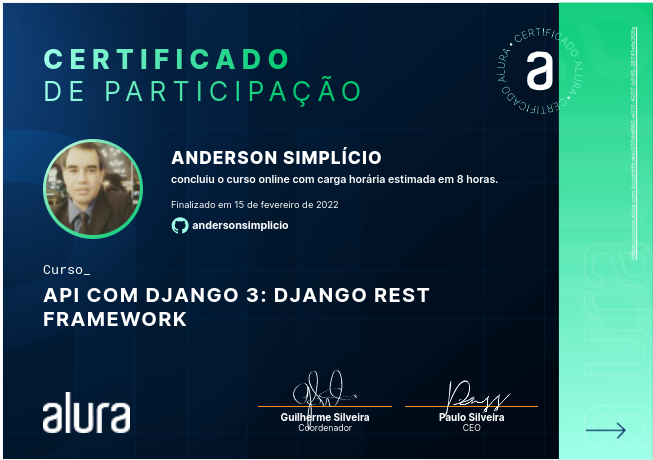 CERTIFICADO
DE PARTICIPAÇÃO
CERTIFICADO ALURA • CERTIFICADO ALURA •
a
ANDERSON SIMPLÍCIO
concluiu o curso online com carga horária estimada em 8 horas.
Finalizado em 15 de fevereiro de 2022
andersonsimplicio
Curso_
API COM DJANGO 3: DJANGO REST
FRAMEWORK
alura
Guilherme Silveira
Coordenador
Paulo Silveira
CEO
alura